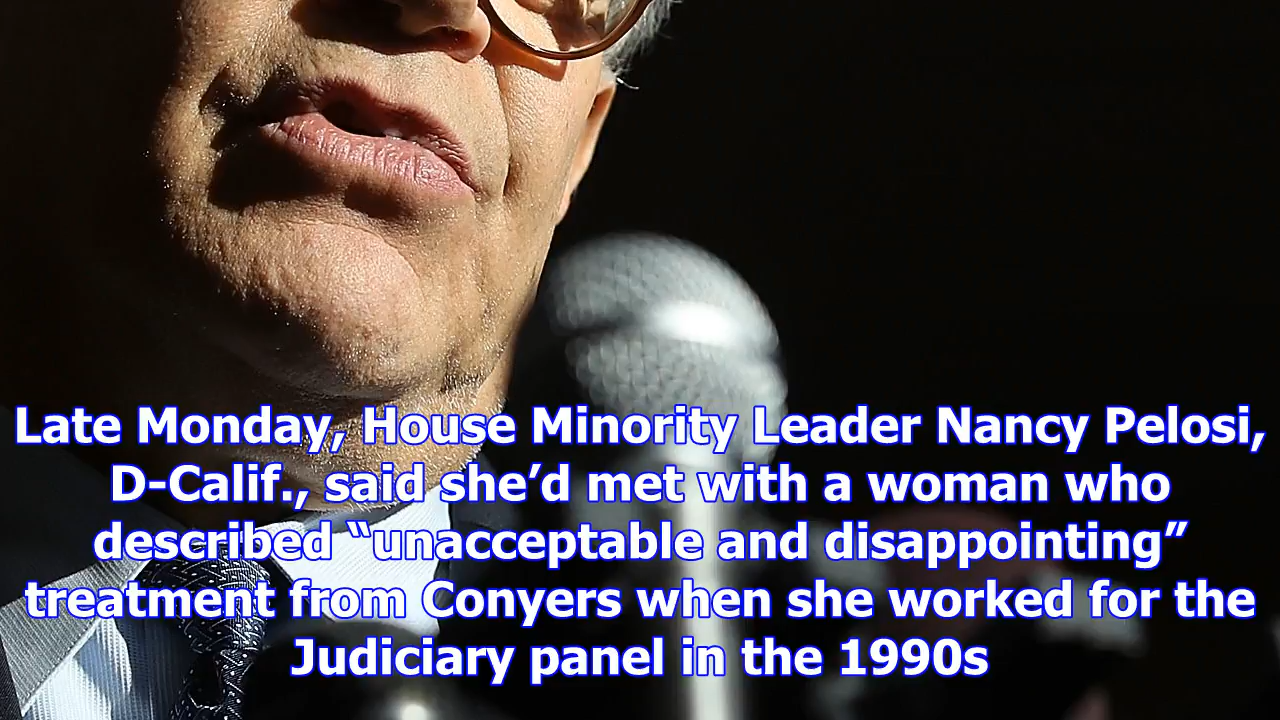 Late Monday, House Minority Leader Nancy Pelosi,
D-Calif., said she’d met with a woman who
described “unacceptable and disappointing”
treatment from Conyers when she worked for the
Judiciary panel in the 1990s